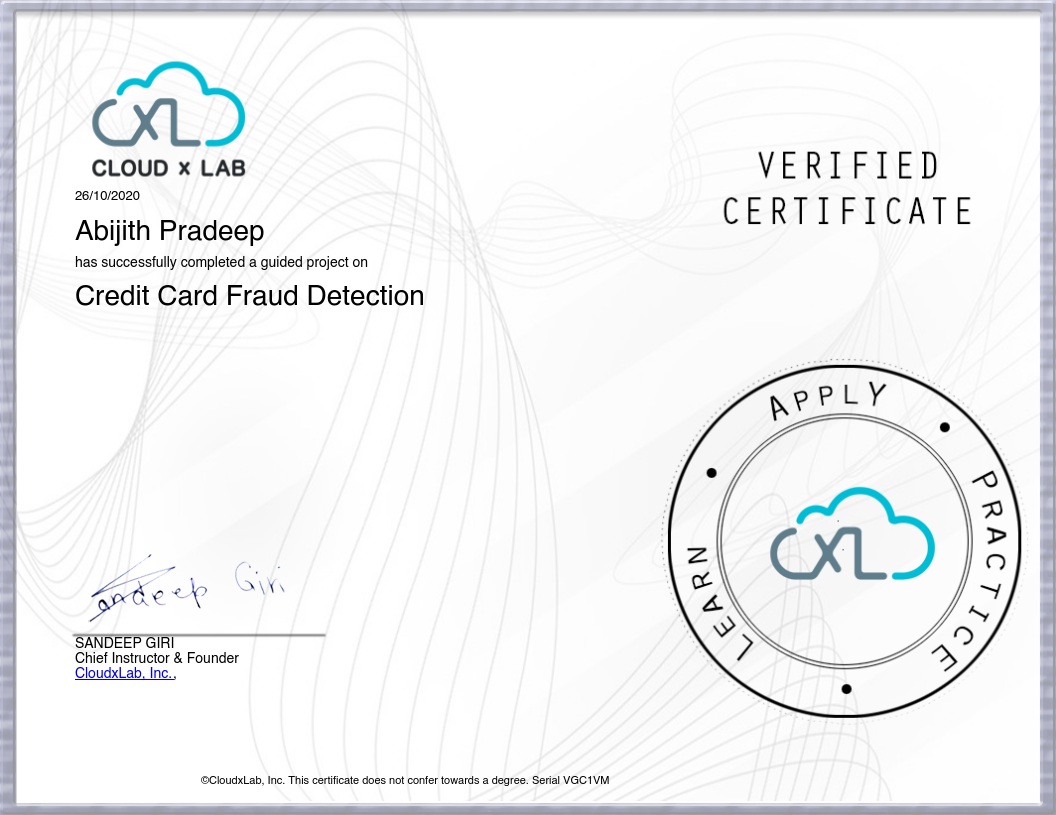 CXL
CLOUD x LAB
26/10/2020
Abijith Pradeep
has successfully completed a guided project on
Credit Card Fraud Detection
VERIFIED
CERTIFICATE
LEARN • APPLY • PRACTICE •
CXL
Sandeep Giri
SANDEEP GIRI
Chief Instructor & Founder
CloudxLab, Inc.,
©CloudxLab, Inc. This certificate does not confer towards a degree. Serial VGC1VM